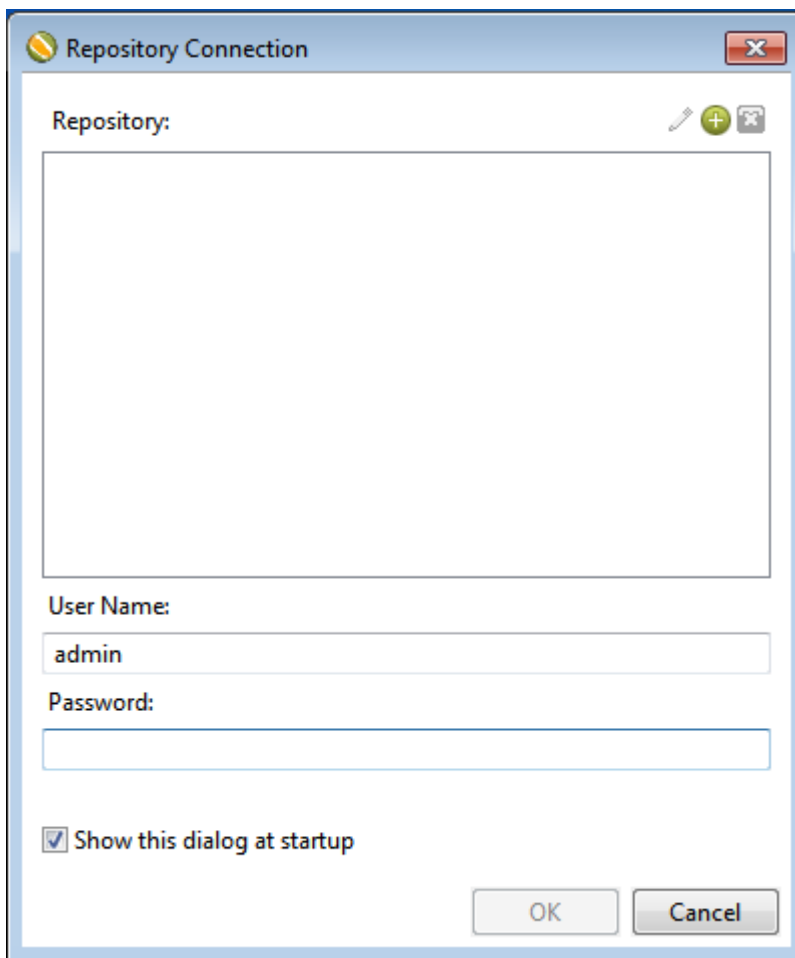 Repository Connection
Repository:
User Name:
admin
Password:
Show this dialog at startup
OK
Cancel